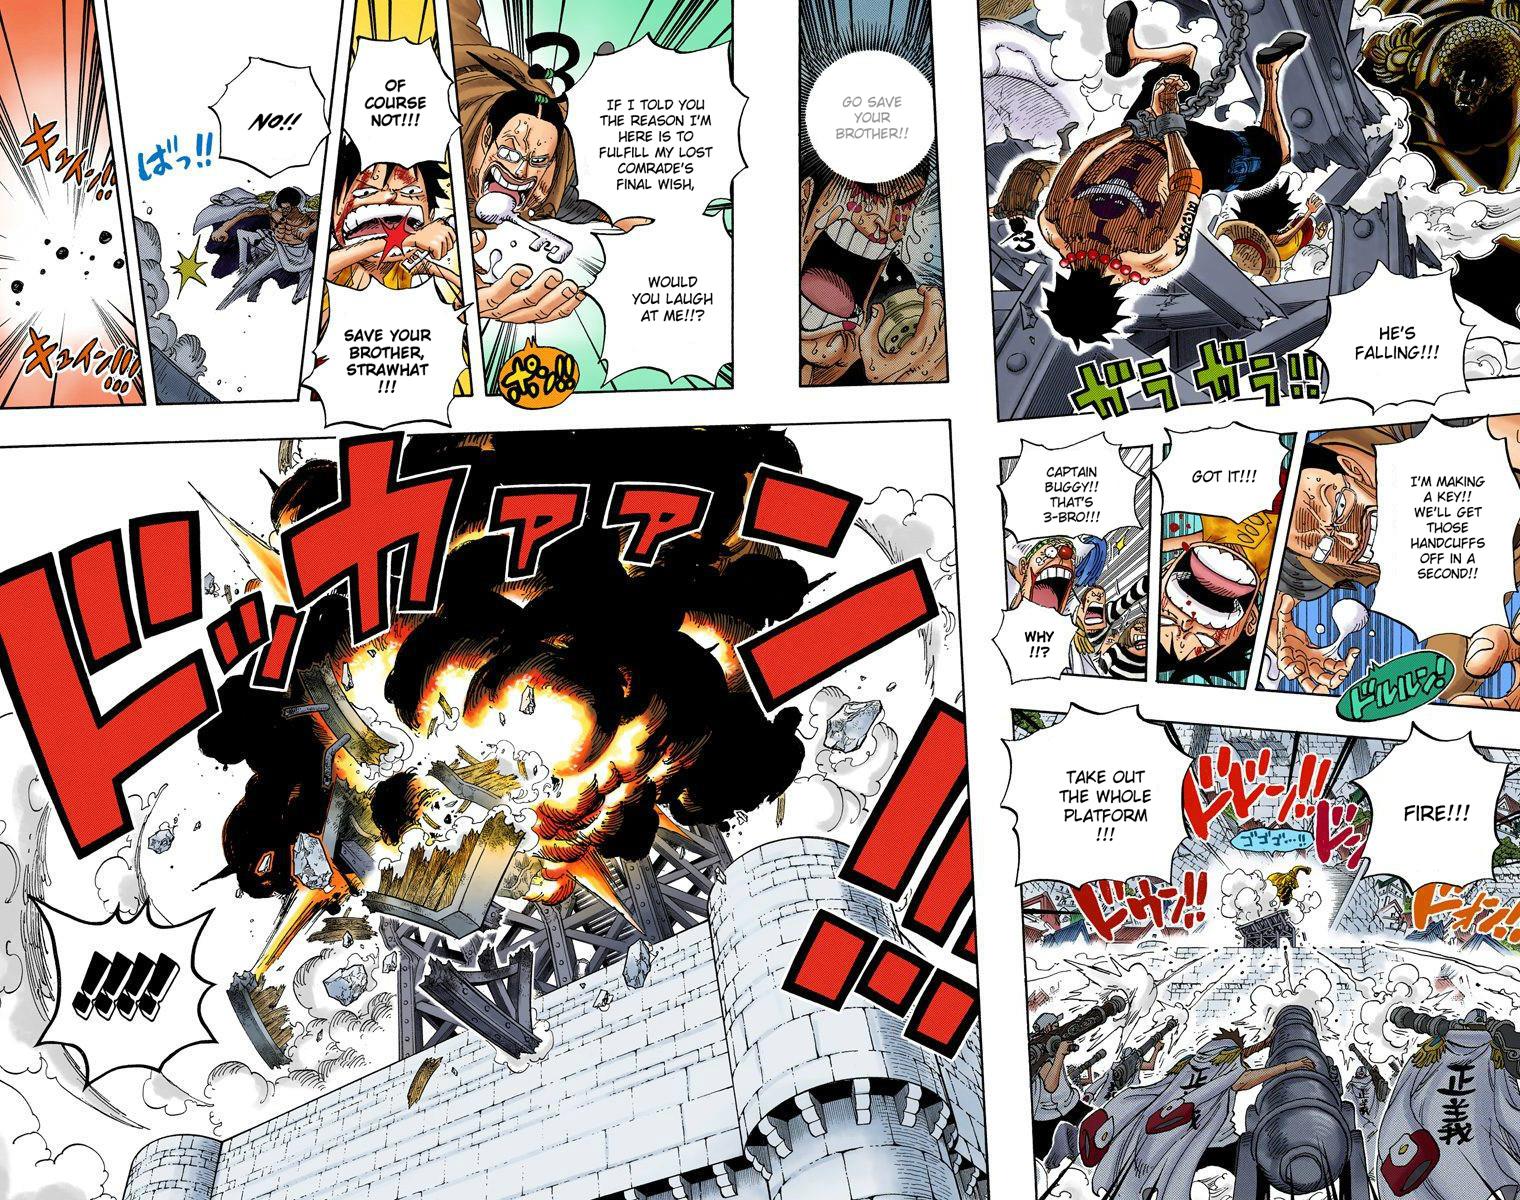 HE'S
FALLING!!!
ガラガラ!!
I'M MAKING
A KEY!!
WE'LL GET
THOSE
HANDCUFFS
OFF IN A
SECOND!!
ドルルン!
GOT IT!!!
CAPTAIN
BUGGY!!
THAT'S
3-BRO!!!
WHY
!!?
FIRE!!!
TAKE OUT
THE WHOLE
PLATFORM
!!!
ドドーン!!
ドン
ゴゴゴ…!!
ドウン!!
ドオン!!
正義
正義
GO SAVE
YOUR
BROTHER!!
IF I TOLD YOU
THE REASON I'M
HERE IS TO
FULFILL MY LOST
COMRADE'S
FINAL WISH,
WOULD
YOU LAUGH
AT ME!!?
ポン!!
OF
COURSE
NOT!!!
SAVE YOUR
BROTHER,
STRAWHAT
!!!
NO!!
ばっ!!
キュイン!!
キュイン!!!
ドッカァァン!!!
!!!!